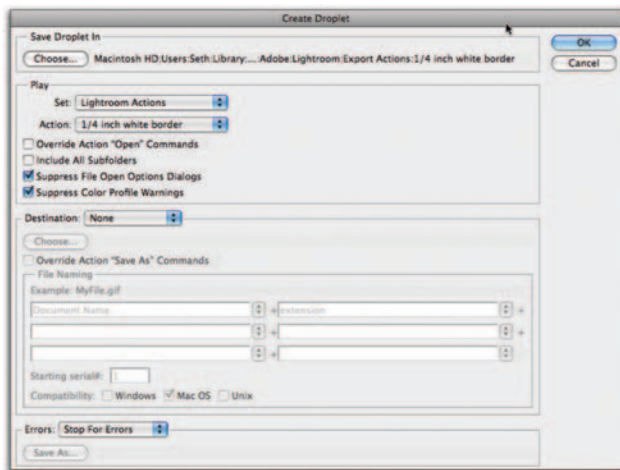 Create Droplet
Save Droplet In
Choose... Macintosh HD:Users:Seth:Library:...:Adobe:Lightroom:Export Actions:1/4 inch white border
OK
Cancel
Play
Set: Lightroom Actions
Action: 1/4 inch white border
Override Action "Open" Commands
Include All Subfolders
Suppress File Open Options Dialogs
Suppress Color Profile Warnings
Destination: None
Choose...
Override Action "Save As" Commands
File Naming
Example: MyFile.gif
Document Name + extension +
+ +
+
Starting serial#: 1
Compatibility: Windows Mac OS Unix
Errors: Stop For Errors
Save As...